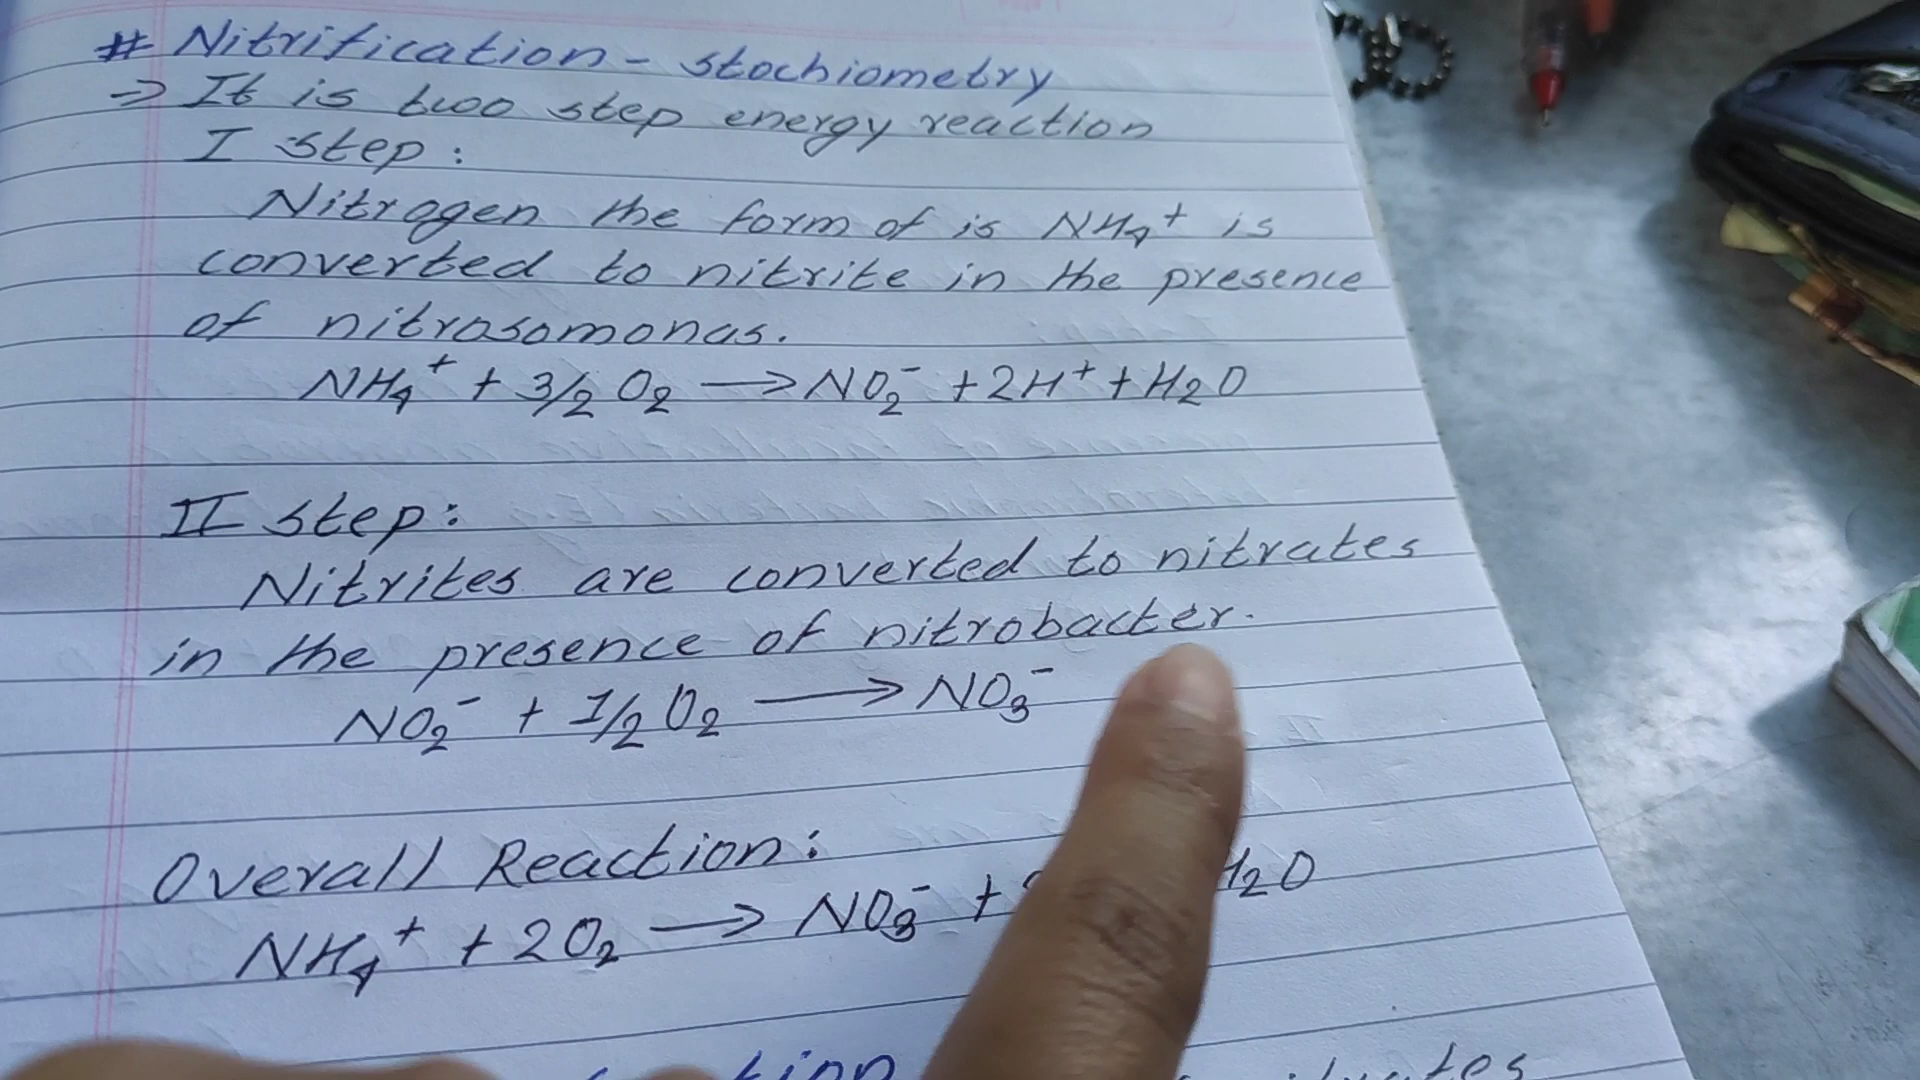 # Nitrification - stochiometry
=> It is two step energy reaction
I step:
Nitrogen the form of is NH₄⁺ is
converted to nitrite in the presence
of nitrosomonas.
NH₄⁺ + 3/2 O₂ → NO₂⁻ + 2H⁺ + H₂O
II step:
Nitrites are converted to nitrates
in the presence of nitrobacter.
NO₂⁻ + 1/2 O₂ → NO₃⁻
Overall Reaction:
NH₄⁺ + 2O₂ → NO₃⁻ + H₂O